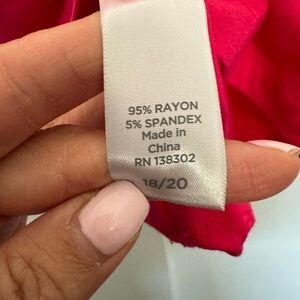 95% RAYON
5% SPANDEX
Made in
China
RN 138302
18/20